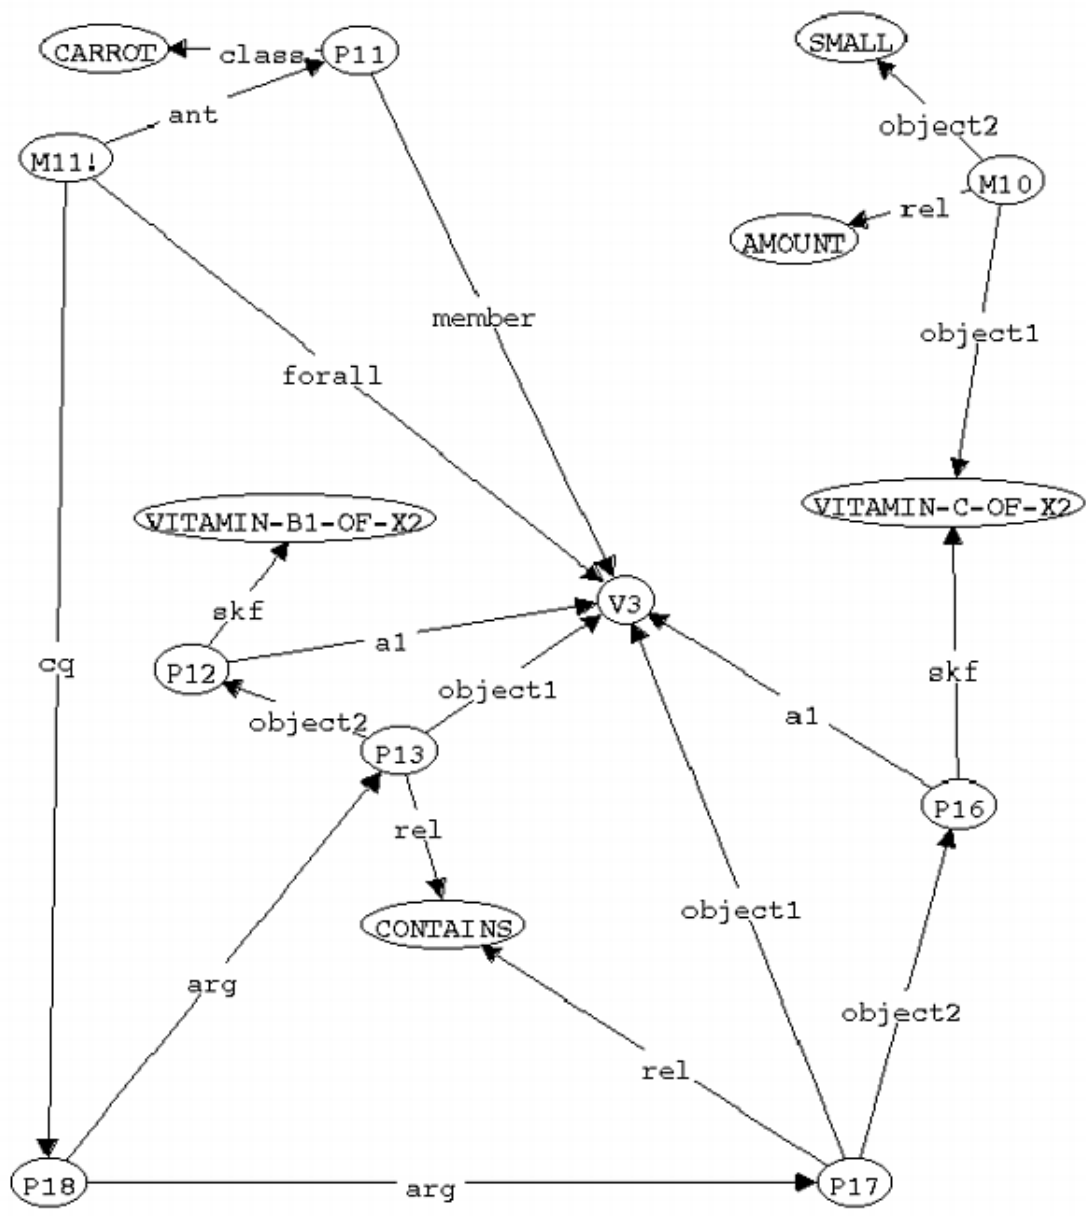 CARROT
class
P11
SMALL
ant
object2
M11!
M10
rel
AMOUNT
member
object1
forall
VITAMIN-B1-OF-X2
VITAMIN-C-OF-X2
skf
V3
a1
cq
P12
skf
object1
object2
a1
P13
P16
rel
CONTAINS
object1
arg
object2
rel
P18
arg
P17